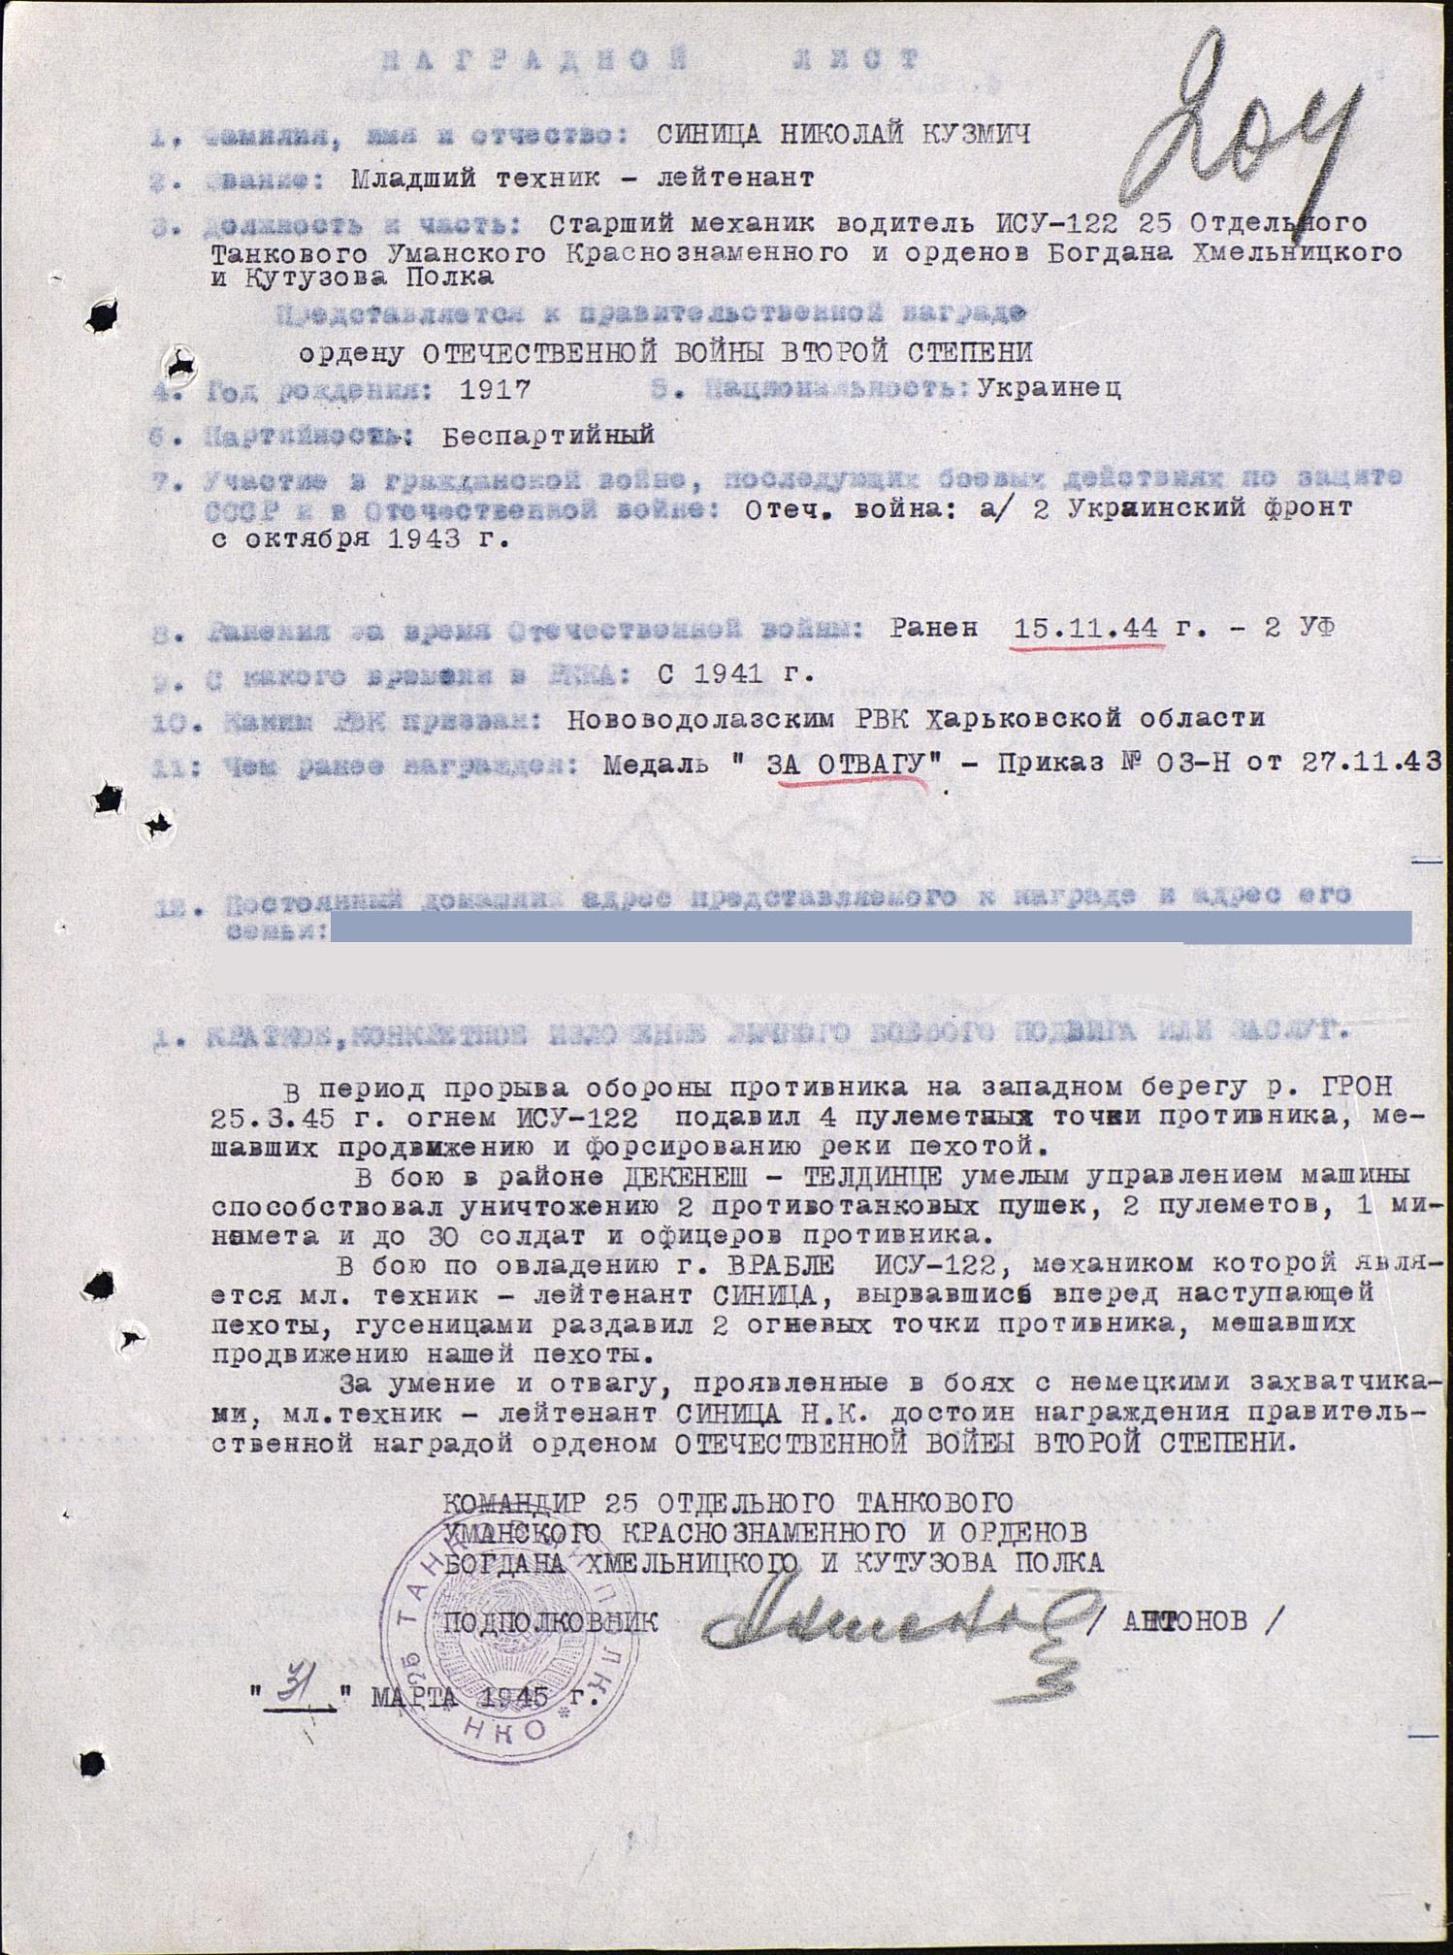 НАГРАДНОЙ ЛИСТ
204
1. Фамилия, имя и отчество: СИНИЦА НИКОЛАЙ КУЗМИЧ
2. Звание: Младший техник - лейтенант
3. Должность и часть: Старший механик водитель ИСУ-122 25 Отдельного
Танкового Уманского Краснознаменного и орденов Богдана Хмельницкого
и Кутузова Полка
Представляется к правительственной награде
ордену ОТЕЧЕСТВЕННОЙ ВОЙНЫ ВТОРОЙ СТЕПЕНИ
4. Год рождения: 1917 5. Национальность: Украинец
6. Партийность: Беспартийный
7. Участие в гражданской войне, последующих боевых действиях по защите
СССР и в Отечественной войне: Отеч. война: а/ 2 Украинский фронт
с октября 1943 г.
8. Ранения за время Отечественной войны: Ранен 15.11.44 г. - 2 УФ
9. С какого времени в РККА: С 1941 г.
10. Каким РВК призван: Нововодолазским РВК Харьковской области
11: Чем ранее награжден: Медаль " ЗА ОТВАГУ" - Приказ № 03-Н от 27.11.43
12. Постоянный домашний адрес представляемого к награде и адрес его
семьи:
1. КРАТКОЕ, КОНКРЕТНОЕ ИЗЛОЖЕНИЕ ЛИЧНОГО БОЕВОГО ПОДВИГА ИЛИ ЗАСЛУГ.
В период прорыва обороны противника на западном берегу р. ГРОН
25.3.45 г. огнем ИСУ-122 подавил 4 пулеметных точки противника, ме-
шавших продвижению и форсированию реки пехотой.
В бою в районе ДЕКЕНЕШ - ТЕЛДИНЦЕ умелым управлением машины
способствовал уничтожению 2 противотанковых пушек, 2 пулеметов, 1 ми-
номета и до 30 солдат и офицеров противника.
В бою по овладению г. ВРАБЛЕ ИСУ-122, механиком которой явля-
ется мл. техник - лейтенант СИНИЦА, вырвавшись вперед наступающей
пехоты, гусеницами раздавил 2 огневых точки противника, мешавших
продвижению нашей пехоты.
За умение и отвагу, проявленные в боях с немецкими захватчика-
ми, мл.техник - лейтенант СИНИЦА Н.К. достоин награждения правитель-
ственной наградой орденом ОТЕЧЕСТВЕННОЙ ВОЙНЫ ВТОРОЙ СТЕПЕНИ.
КОМАНДИР 25 ОТДЕЛЬНОГО ТАНКОВОГО
УМАНСКОГО КРАСНОЗНАМЕННОГО И ОРДЕНОВ
БОГДАНА ХМЕЛЬНИЦКОГО И КУТУЗОВА ПОЛКА
ПОДПОЛКОВНИК Антонов / АНТОНОВ /
"31" МАРТА 1945 г.
НКО